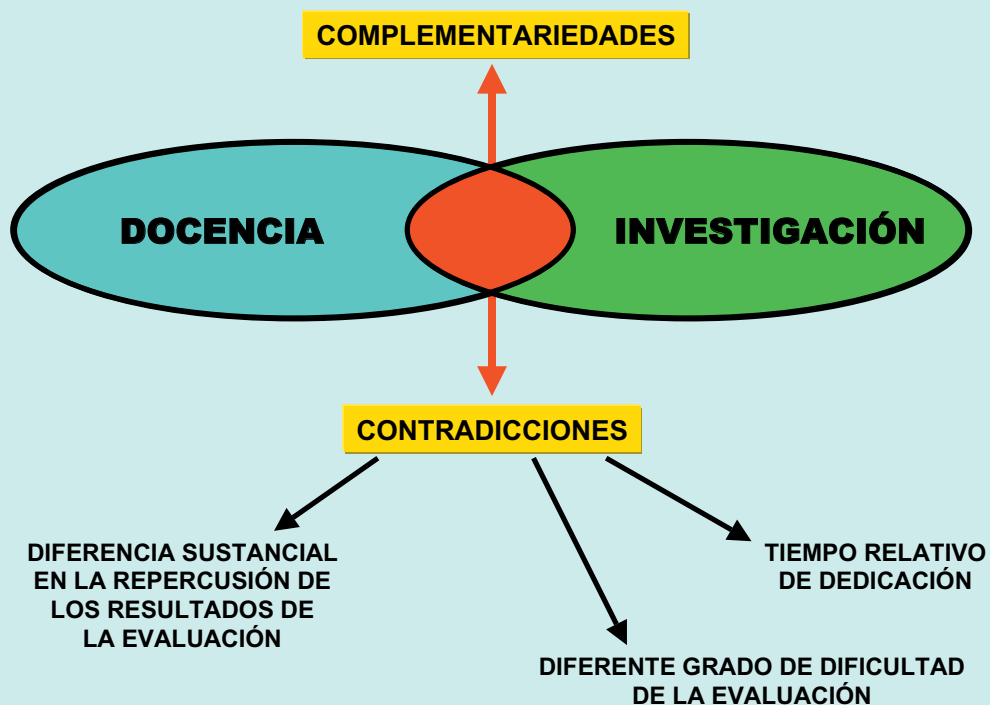 COMPLEMENTARIEDADES
DOCENCIA
INVESTIGACIÓN
CONTRADICCIONES
DIFERENCIA SUSTANCIAL
EN LA REPERCUSIÓN DE
LOS RESULTADOS DE
LA EVALUACIÓN
TIEMPO RELATIVO
DE DEDICACIÓN
DIFERENTE GRADO DE DIFICULTAD
DE LA EVALUACIÓN